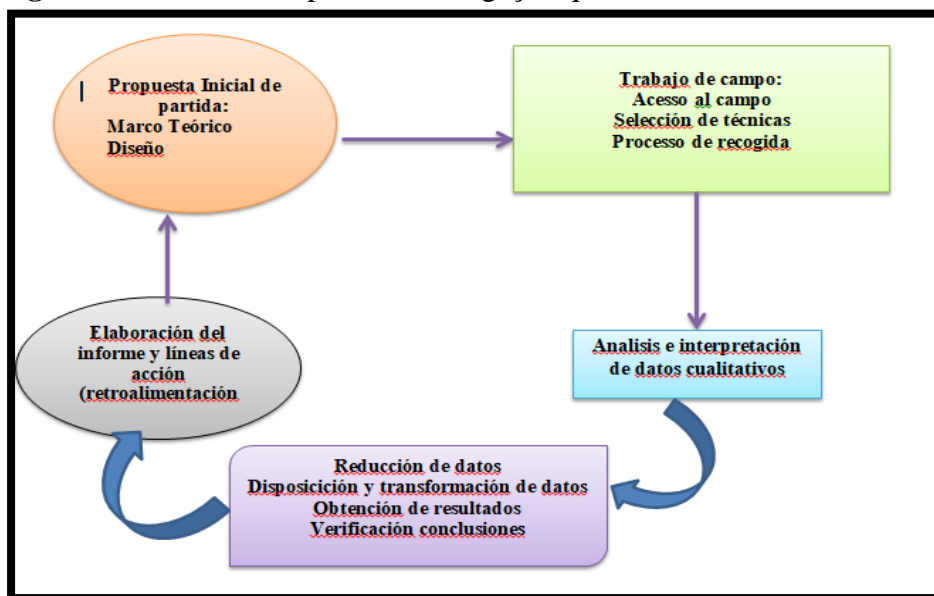 Propuesta Inicial de
partida:
Marco Teórico
Diseño
Trabajo de campo:
Acesso al campo
Selección de técnicas
Processo de recogida
Analisis e interpretación
de datos cualitativos
Reducción de datos
Disposicición y transformación de datos
Obtención de resultados
Verificación conclusiones
Elaboración del
informe y líneas de
acción
(retroalimentación